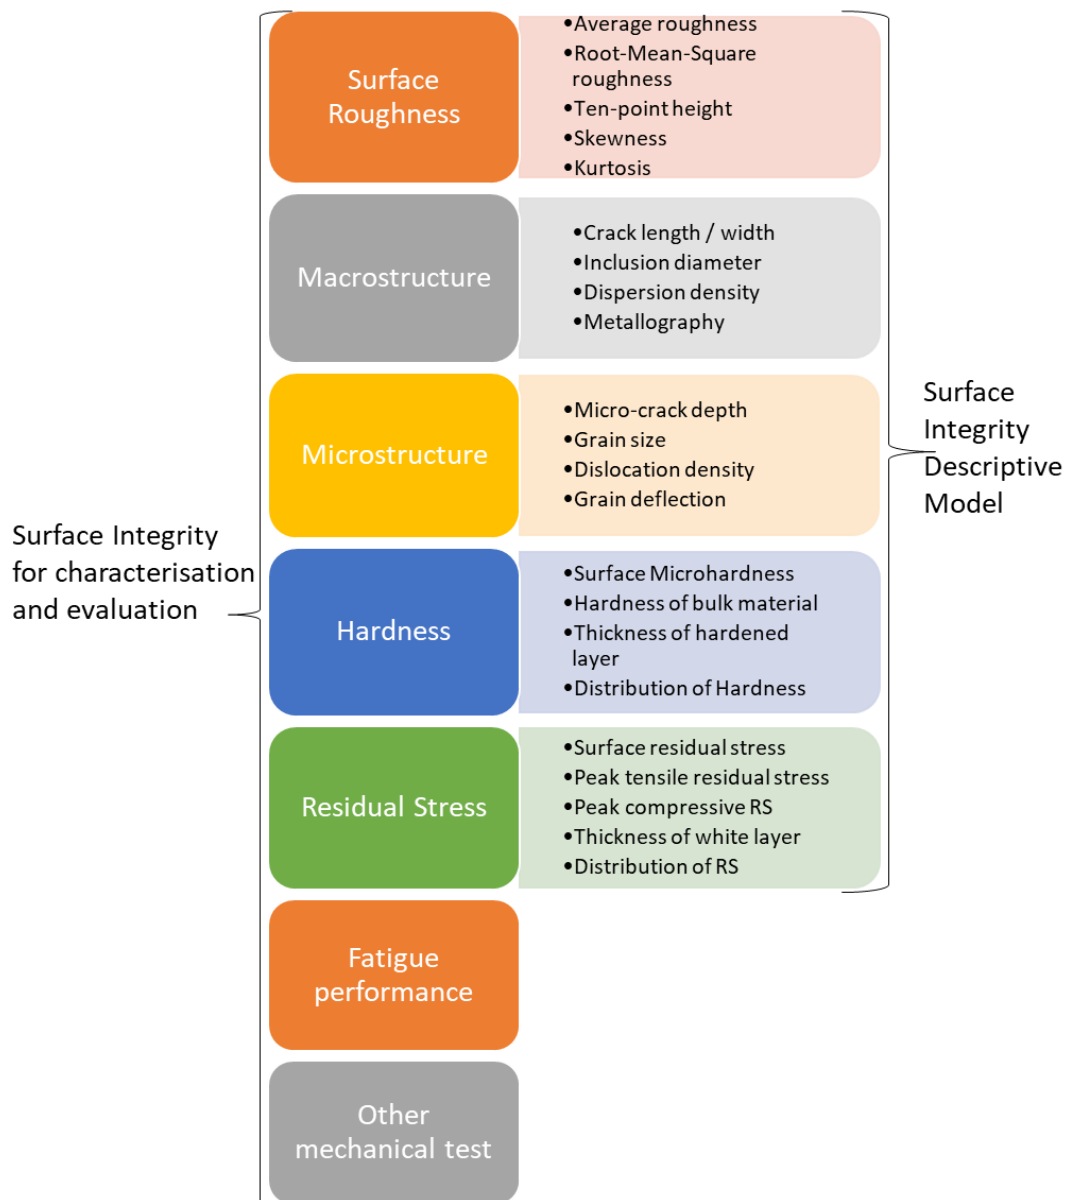 Surface
Roughness
•Average roughness
•Root-Mean-Square
roughness
•Ten-point height
•Skewness
•Kurtosis
Macrostructure
•Crack length / width
•Inclusion diameter
•Dispersion density
•Metallography
Microstructure
•Micro-crack depth
•Grain size
•Dislocation density
•Grain deflection
Surface
Integrity
Descriptive
Model
Surface Integrity
for characterisation
and evaluation
Hardness
•Surface Microhardness
•Hardness of bulk material
•Thickness of hardened
layer
•Distribution of Hardness
Residual Stress
•Surface residual stress
•Peak tensile residual stress
•Peak compressive RS
•Thickness of white layer
•Distribution of RS
Fatigue
performance
Other
mechanical test